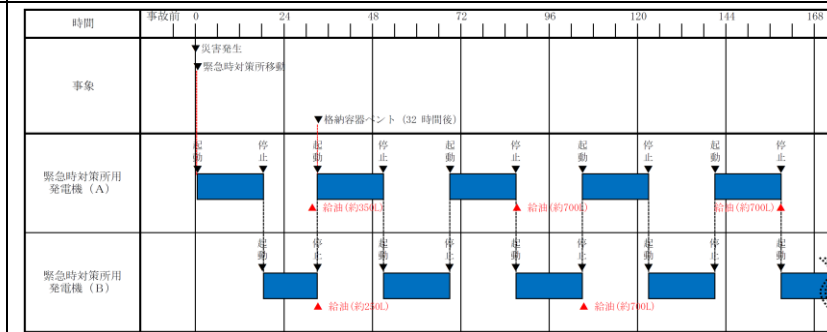 時間
事故前 0 24 48 72 96 120 144 168
事象
▼災害発生
▼緊急時対策所移動
▼格納容器ベント（32 時間後）
緊急時対策所用
発電機（A）
起動 停止 起動 停止 起動 停止 起動 停止 起動 停止
▲ 給油(約350L) ▲ 給油(約700L) 給油(約700L) ▲
緊急時対策所用
発電機（B）
起動 停止 起動 停止 起動 停止 起動 停止 起動
▲ 給油(約250L) ▲ 給油(約700L)